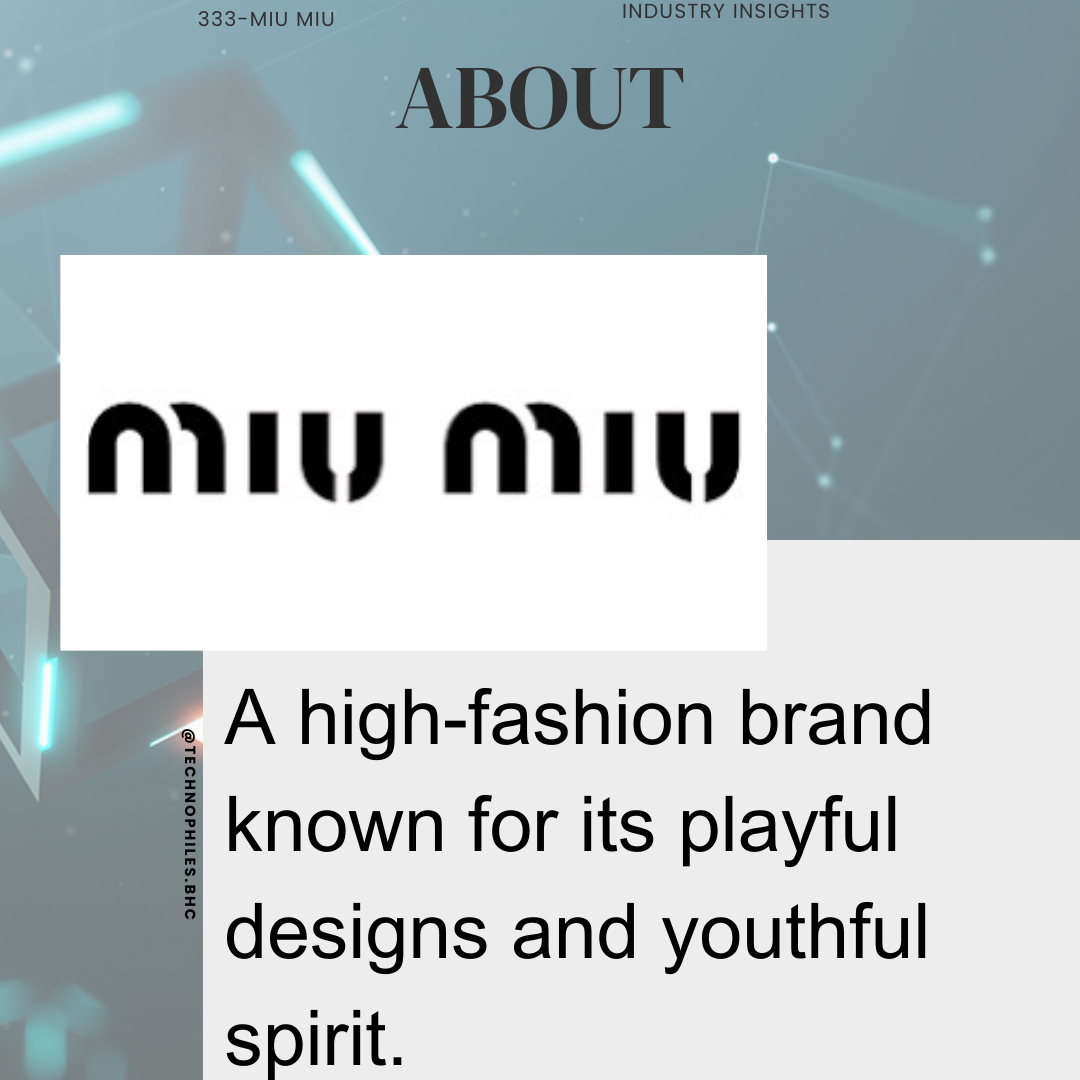 333-MIU MIU
INDUSTRY INSIGHTS
ABOUT
MIU MIU
@TECHNOPHILES.BHC
A high-fashion brand
known for its playful
designs and youthful
spirit.